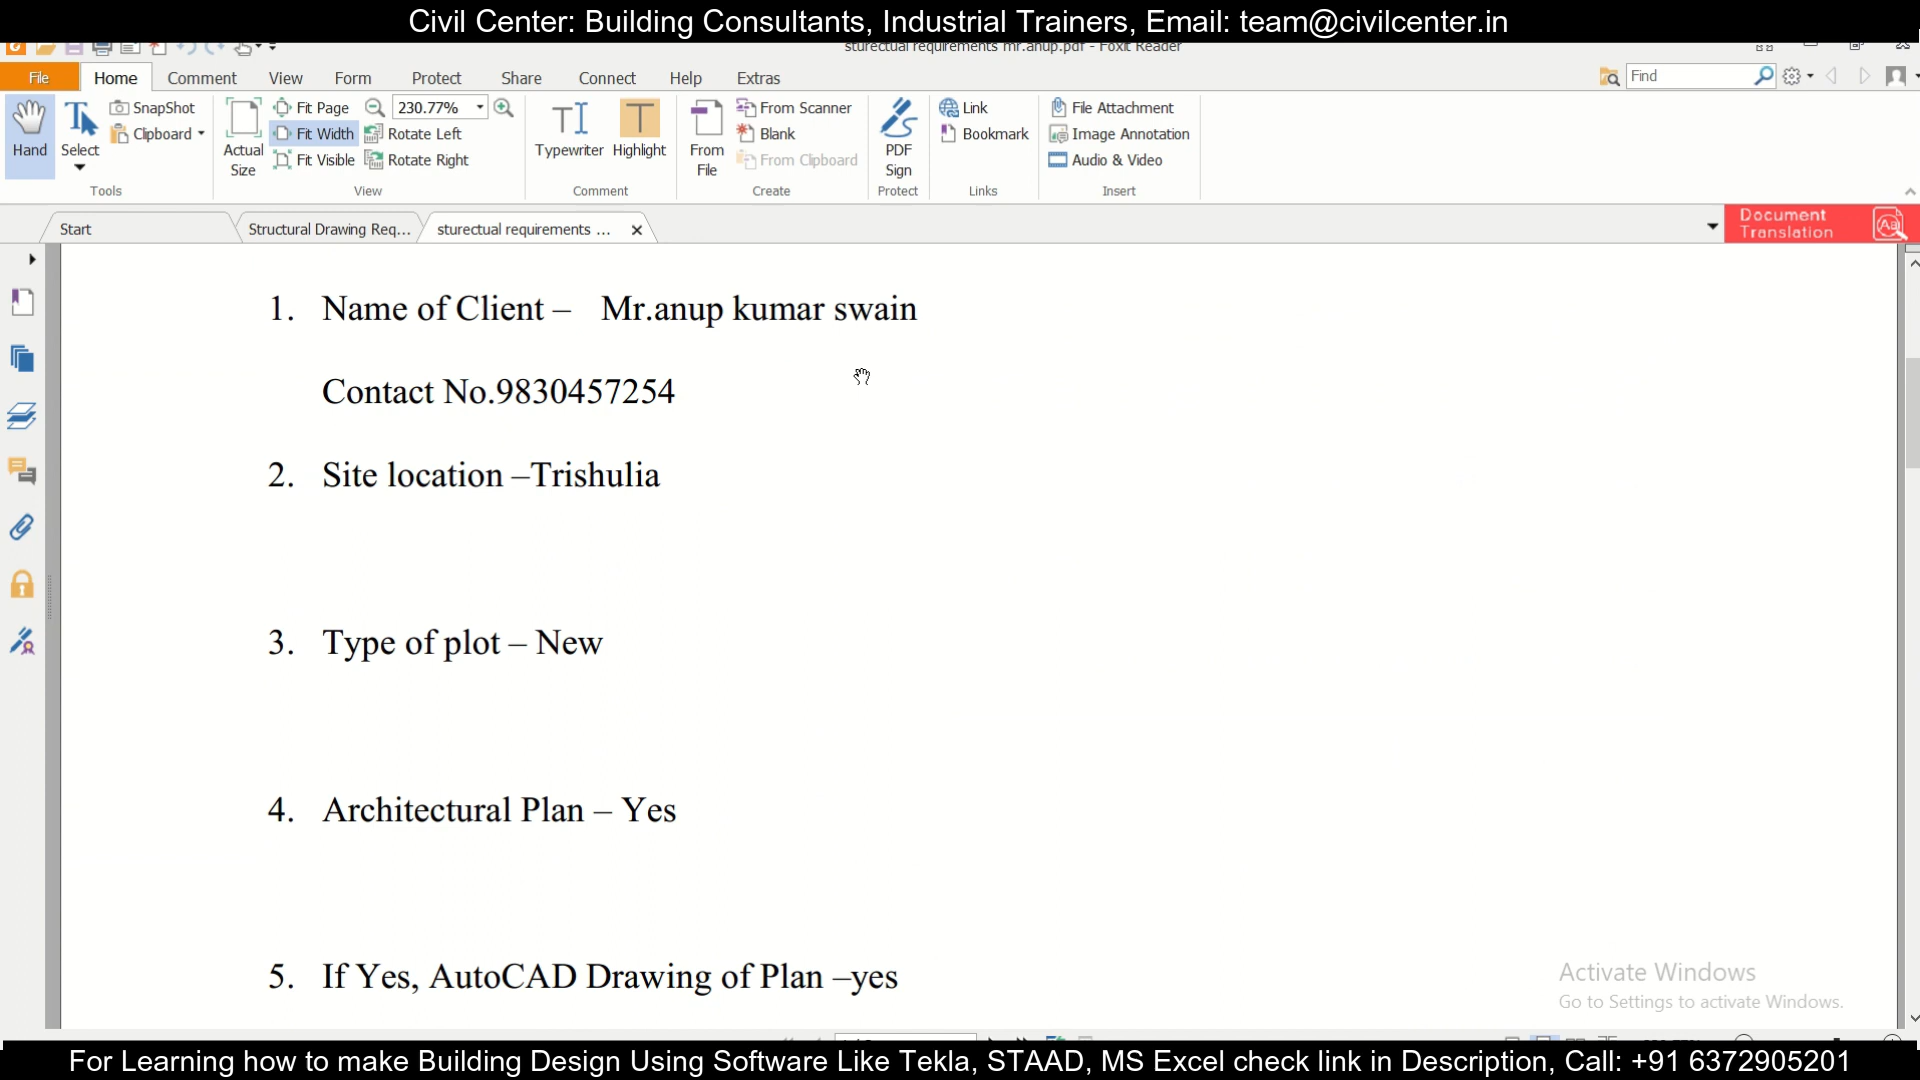 Civil Center: Building Consultants, Industrial Trainers, Email: team@civilcenter.in
sturectual requirements mr.anup.pdf - Foxit Reader
File Home Comment View Form Protect Share Connect Help Extras Find
Hand Select SnapShot Clipboard Tools
Actual Size Fit Page Fit Width Fit Visible 230.77% Rotate Left Rotate Right View
Typewriter Highlight Comment
From File From Scanner Blank From Clipboard Create
PDF Sign Protect
Link Bookmark Links
File Attachment Image Annotation Audio & Video Insert
Start Structural Drawing Req... sturectual requirements ...
Document Translation
1. Name of Client – Mr.anup kumar swain
Contact No.9830457254
2. Site location –Trishulia
3. Type of plot – New
4. Architectural Plan – Yes
5. If Yes, AutoCAD Drawing of Plan –yes
Activate Windows
Go to Settings to activate Windows.
For Learning how to make Building Design Using Software Like Tekla, STAAD, MS Excel check link in Description, Call: +91 6372905201